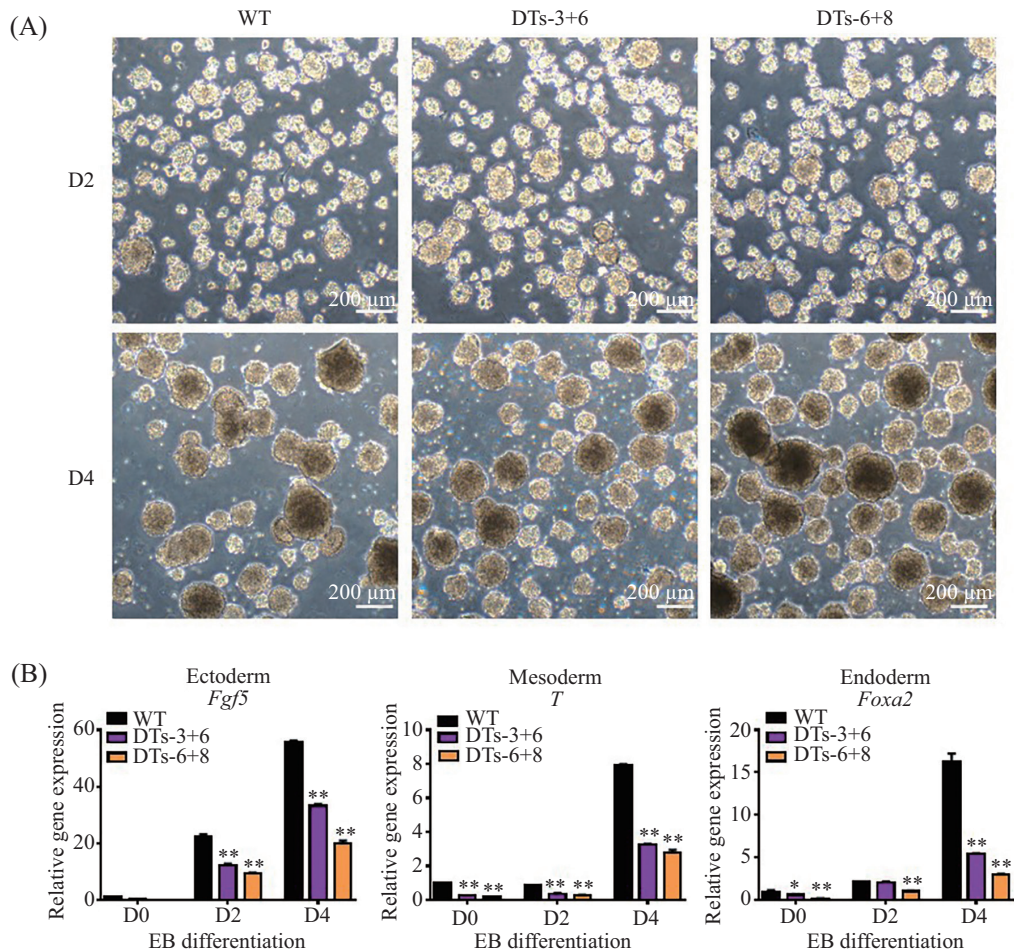 (A)
WT
DTs-3+6
DTs-6+8
D2
200 µm
200 µm
200 µm
D4
200 µm
200 µm
200 µm
(B)
Ectoderm
Fgf5
Relative gene expression
60
40
20
0
WT
DTs-3+6
DTs-6+8
** **
** **
D0 D2 D4
EB differentiation
Mesoderm
T
Relative gene expression
10
8
6
4
2
0
WT
DTs-3+6
DTs-6+8
** **
** **
** **
D0 D2 D4
EB differentiation
Endoderm
Foxa2
Relative gene expression
20
15
10
5
0
WT
DTs-3+6
DTs-6+8
* **
**
** **
D0 D2 D4
EB differentiation